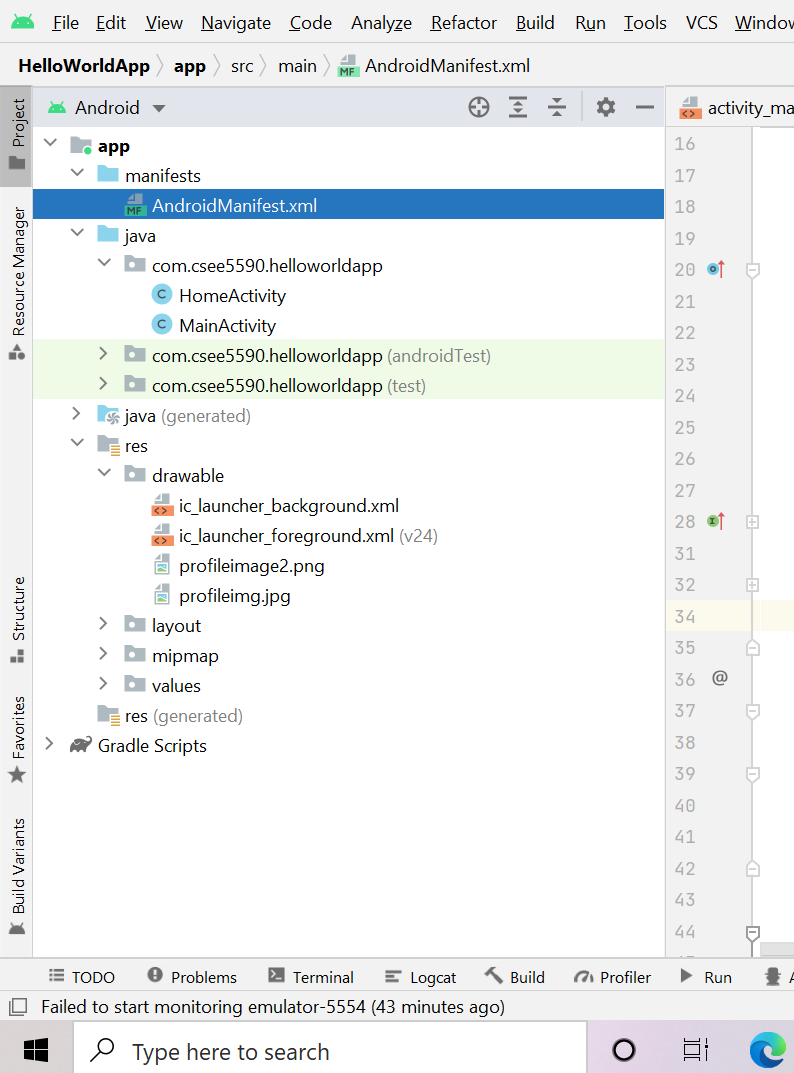 File Edit View Navigate Code Analyze Refactor Build Run Tools VCS Window
HelloWorldApp app src main MF AndroidManifest.xml
Project
Android
activity_ma
app
manifests
MF AndroidManifest.xml
java
com.csee5590.helloworldapp
C HomeActivity
C MainActivity
com.csee5590.helloworldapp (androidTest)
com.csee5590.helloworldapp (test)
java (generated)
res
drawable
ic_launcher_background.xml
ic_launcher_foreground.xml (v24)
profileimage2.png
profileimg.jpg
layout
mipmap
values
res (generated)
Gradle Scripts
Resource Manager
Structure
Favorites
Build Variants
16
17
18
19
20
21
22
23
24
25
26
27
28
31
32
34
35
36 @
37
38
39
40
41
42
43
44
TODO Problems Terminal Logcat Build Profiler Run
Failed to start monitoring emulator-5554 (43 minutes ago)
Type here to search